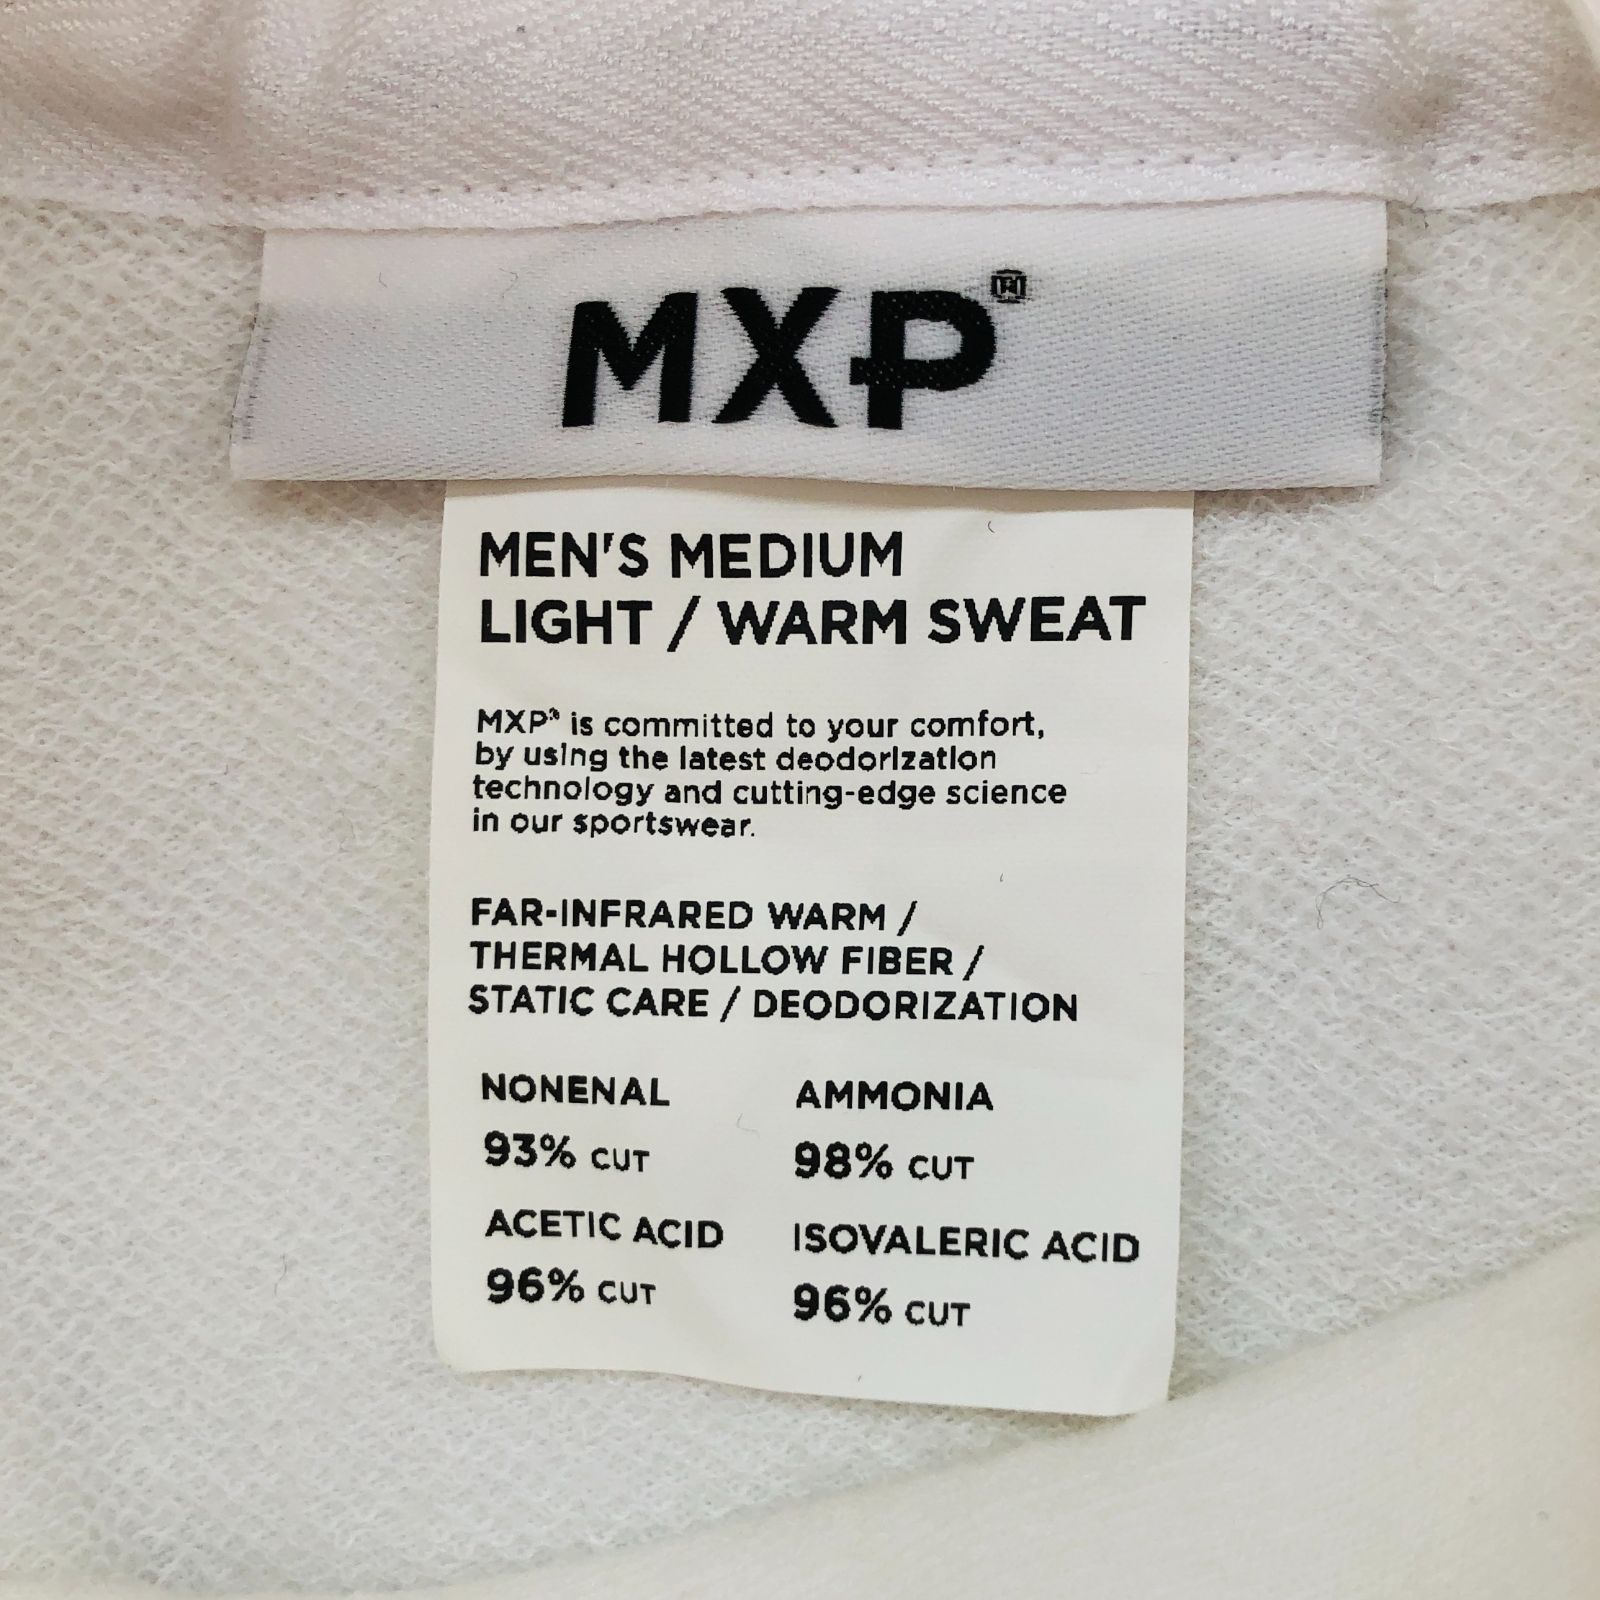 MXP®
MEN'S MEDIUM
LIGHT / WARM SWEAT
MXP® is committed to your comfort,
by using the latest deodorization
technology and cutting-edge science
in our sportswear.
FAR-INFRARED WARM /
THERMAL HOLLOW FIBER /
STATIC CARE / DEODORIZATION
NONENAL AMMONIA
93% CUT 98% CUT
ACETIC ACID ISOVALERIC ACID
96% CUT 96% CUT